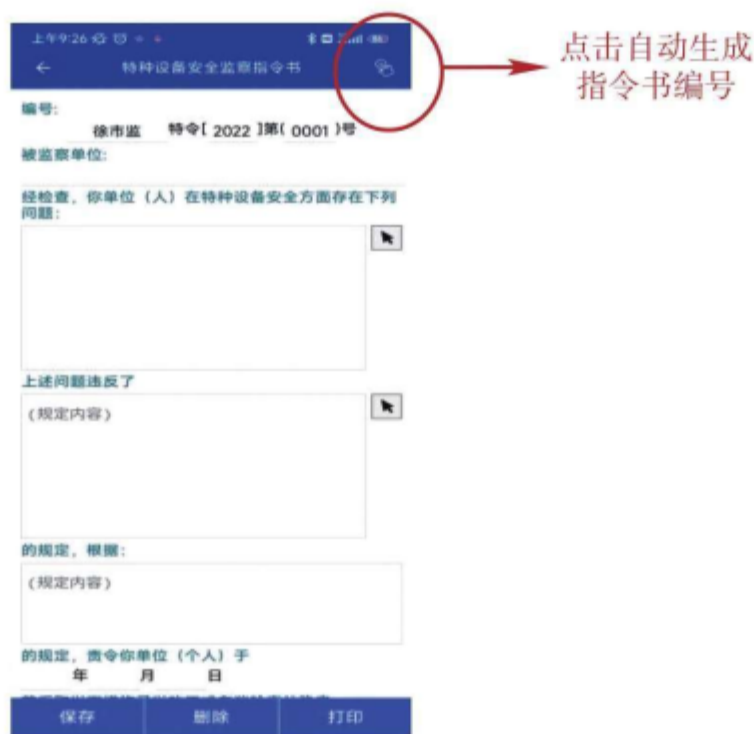 上午9:26
特种设备安全监察指令书
点击自动生成
指令书编号
编号:
徐市监 特令[ 2022 ]第( 0001 )号
被监察单位:
经检查，你单位（人）在特种设备安全方面存在下列
问题:
上述问题违反了
(规定内容)
的规定，根据:
(规定内容)
的规定，责令你单位（个人）于
年 月 日
保存 删除 打印